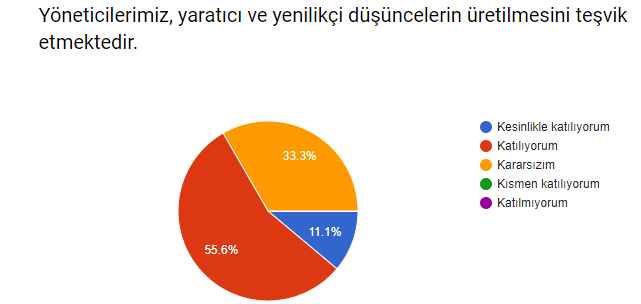 Yöneticilerimiz, yaratıcı ve yenilikçi düşüncelerin üretilmesini teşvik
etmektedir.
33.3%
11.1%
55.6%
Kesinlikle katılıyorum
Katılıyorum
Kararsızım
Kısmen katılıyorum
Katılmıyorum